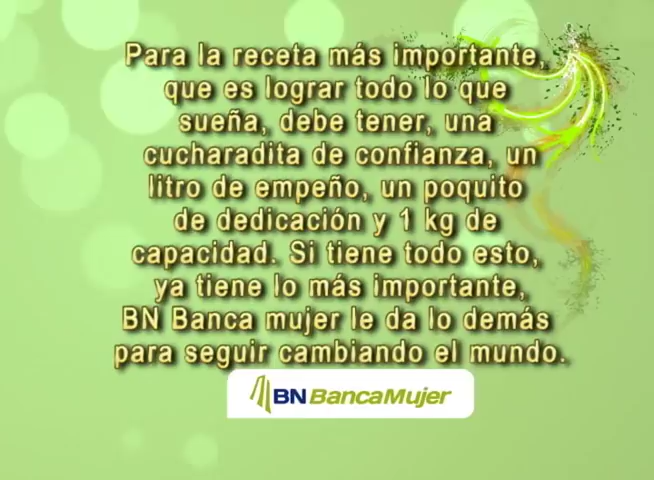 Para la receta más importante,
que es lograr todo lo que
sueña, debe tener, una
cucharadita de confianza, un
litro de empeño, un poquito
de dedicación y 1 kg de
capacidad. Si tiene todo esto,
ya tiene lo más importante,
BN Banca mujer le da lo demás
para seguir cambiando el mundo.
BN BancaMujer